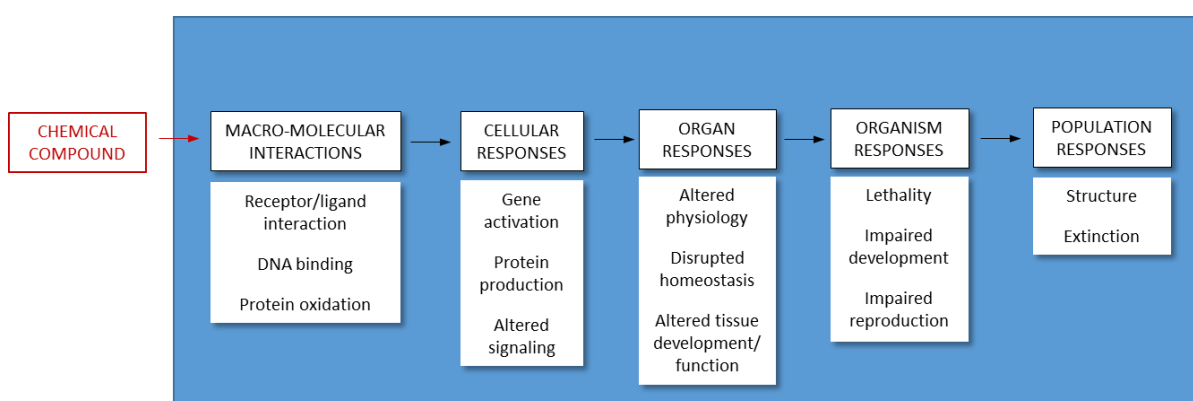 CHEMICAL
COMPOUND
MACRO-MOLECULAR
INTERACTIONS
Receptor/ligand
interaction
DNA binding
Protein oxidation
CELLULAR
RESPONSES
Gene
activation
Protein
production
Altered
signaling
ORGAN
RESPONSES
Altered
physiology
Disrupted
homeostasis
Altered tissue
development/
function
ORGANISM
RESPONSES
Lethality
Impaired
development
Impaired
reproduction
POPULATION
RESPONSES
Structure
Extinction